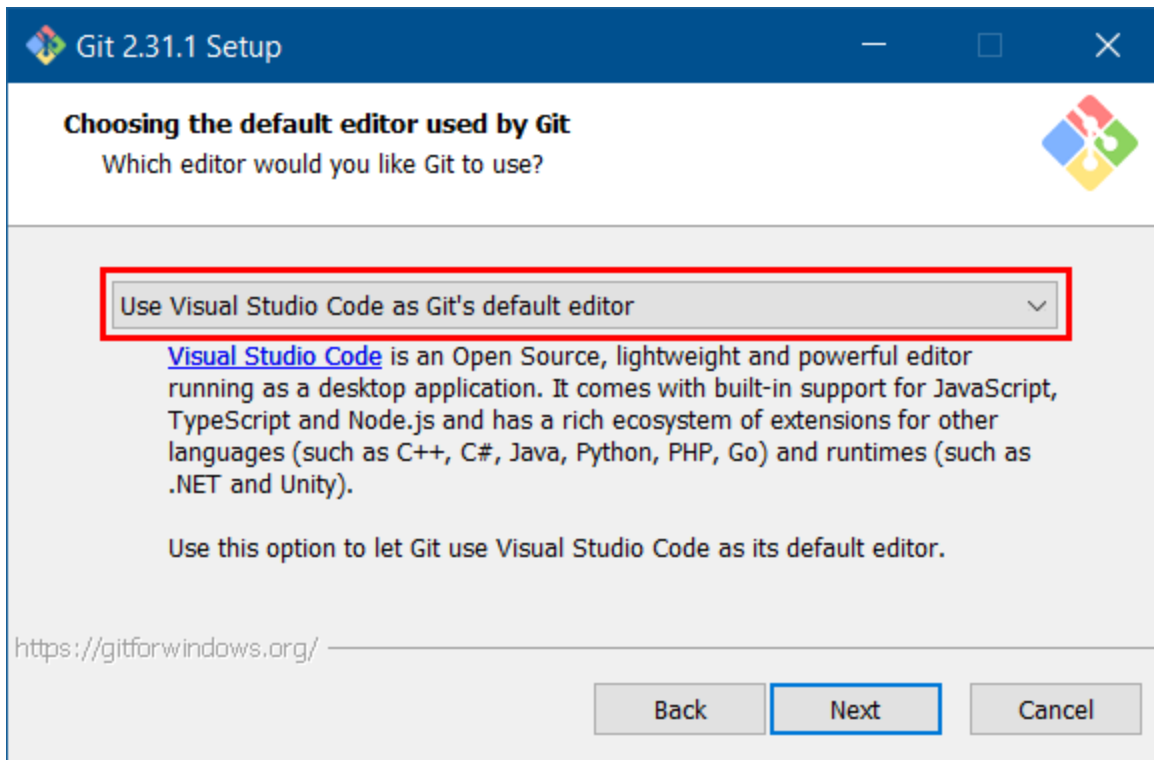 Git 2.31.1 Setup
Choosing the default editor used by Git
Which editor would you like Git to use?
Use Visual Studio Code as Git's default editor
Visual Studio Code is an Open Source, lightweight and powerful editor
running as a desktop application. It comes with built-in support for JavaScript,
TypeScript and Node.js and has a rich ecosystem of extensions for other
languages (such as C++, C#, Java, Python, PHP, Go) and runtimes (such as
.NET and Unity).
Use this option to let Git use Visual Studio Code as its default editor.
https://gitforwindows.org/
Back Next Cancel